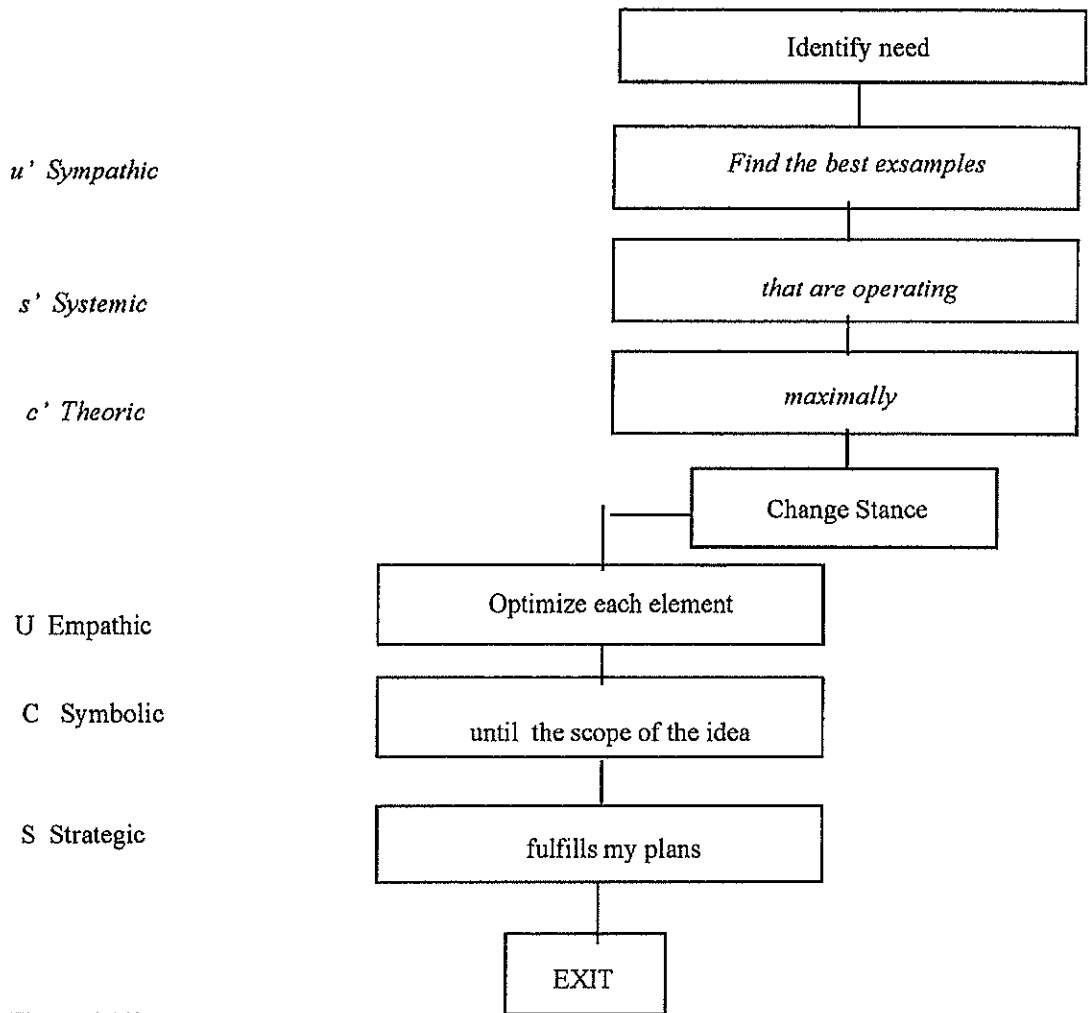 Identify need
u’ Sympathic
Find the best exsamples
s’ Systemic
that are operating
c’ Theoric
maximally
Change Stance
U Empathic
Optimize each element
C Symbolic
until the scope of the idea
S Strategic
fulfills my plans
EXIT